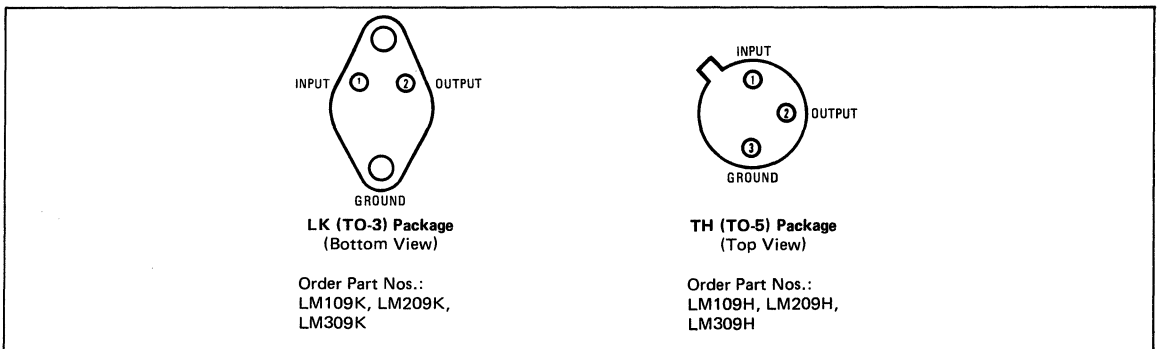 INPUT 1 2 OUTPUT
GROUND
LK (TO-3) Package
(Bottom View)
Order Part Nos.:
LM109K, LM209K,
LM309K
INPUT
1
2 OUTPUT
3
GROUND
TH (TO-5) Package
(Top View)
Order Part Nos.:
LM109H, LM209H,
LM309H